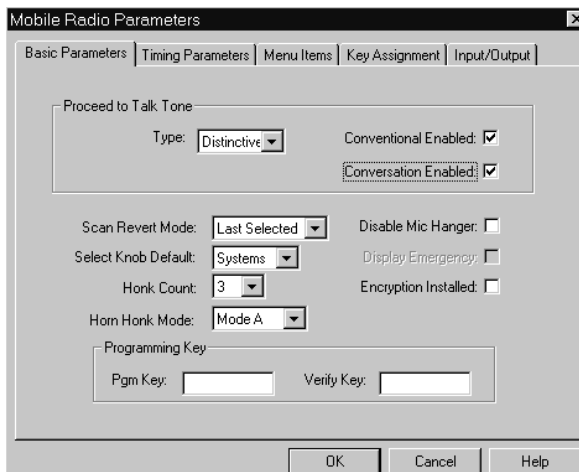 Mobile Radio Parameters
Basic Parameters Timing Parameters Menu Items Key Assignment Input/Output
Proceed to Talk Tone
Type: Distinctive Conventional Enabled:
Conversation Enabled:
Scan Revert Mode: Last Selected Disable Mic Hanger:
Select Knob Default: Systems Display Emergency:
Honk Count: 3 Encryption Installed:
Horn Honk Mode: Mode A
Programming Key
Pgm Key: Verify Key:
OK Cancel Help